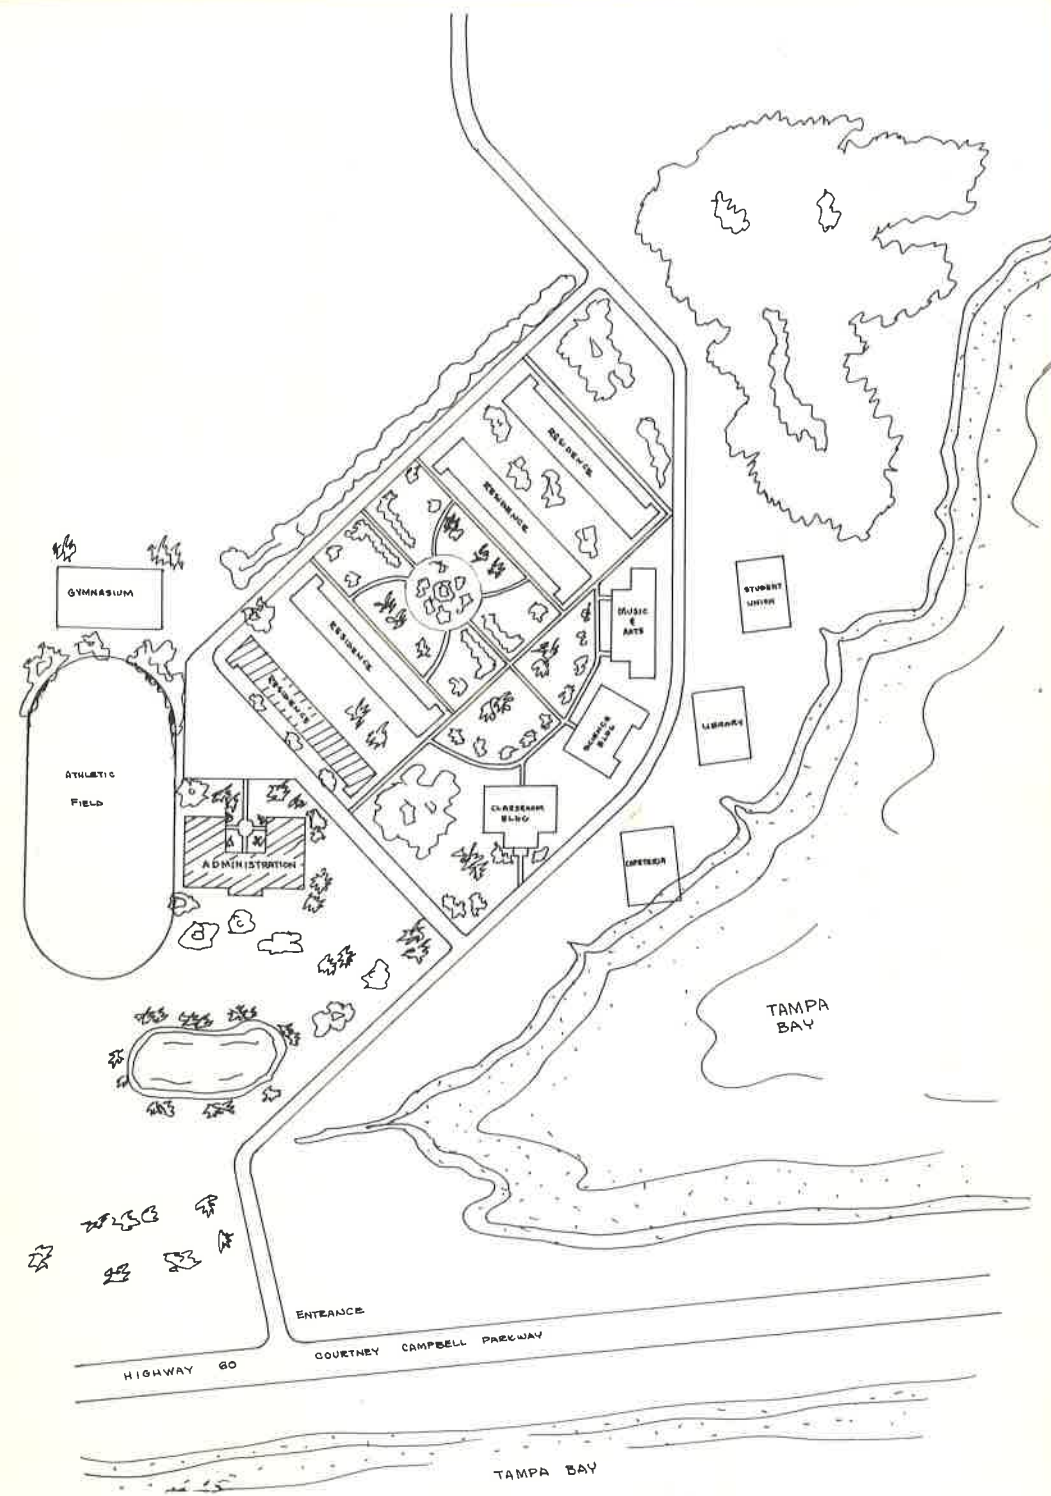 RESIDENCE
RESIDENCE
GYMNASIUM
STUDENT
UNION
MUSIC
&
ARTS
RESIDENCE
RESIDENCE
SCIENCE
BLDG
LIBRARY
ATHLETIC
FIELD
CLASSROOM
BLDG
ADMINISTRATION
CAFETERIA
TAMPA
BAY
ENTRANCE
COURTNEY CAMPBELL PARKWAY
HIGHWAY 60
TAMPA BAY